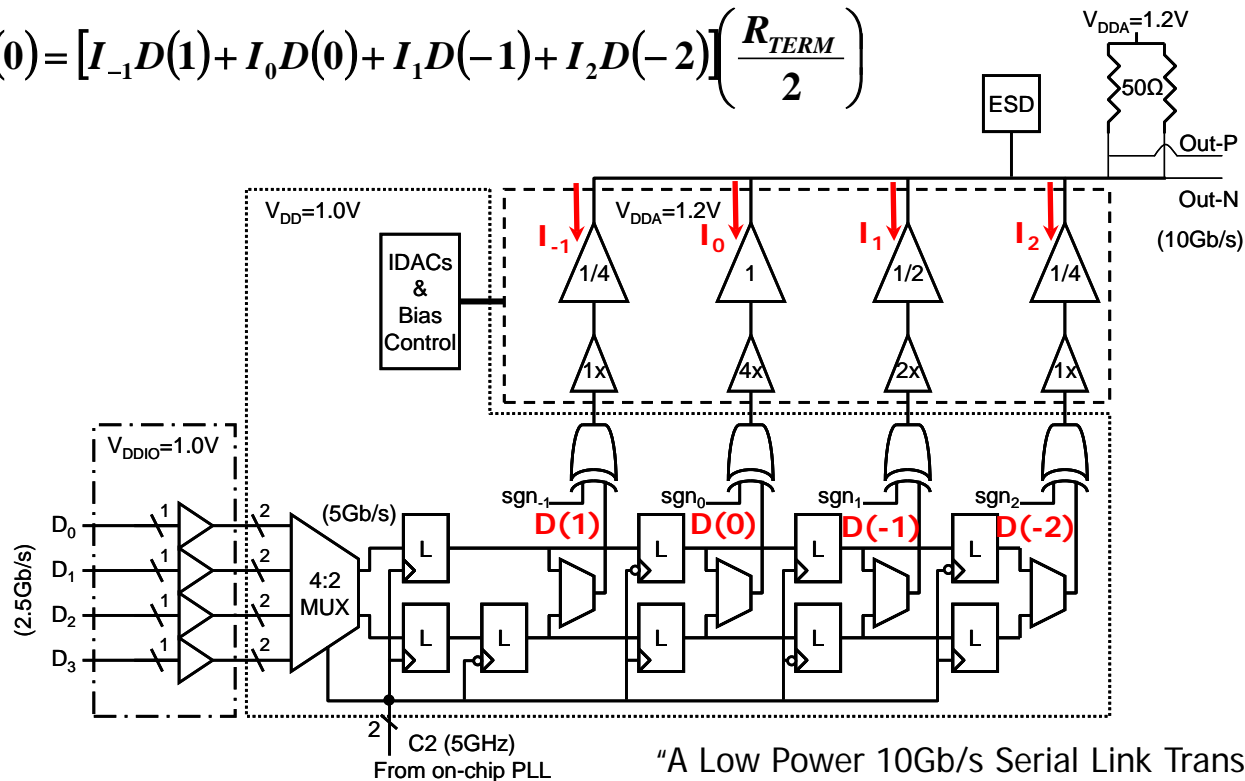 (0) = [I₋₁D(1) + I₀D(0) + I₁D(-1) + I₂D(-2)](R_TERM / 2)
V_DDA=1.2V
50Ω
ESD
Out-P
Out-N
(10Gb/s)
V_DD=1.0V
V_DDA=1.2V
I₋₁
I₀
I₁
I₂
IDACs
&
Bias
Control
1/4
1
1/2
1/4
1x
4x
2x
1x
V_DDIO=1.0V
sgn₋₁
sgn₀
sgn₁
sgn₂
D(1)
D(0)
D(-1)
D(-2)
(2.5Gb/s)
D₀
D₁
D₂
D₃
1
1
1
1
2
2
2
2
4:2
MUX
(5Gb/s)
L
L
L
L
L
L
L
L
L
2
C2 (5GHz)
From on-chip PLL
"A Low Power 10Gb/s Serial Link Trans